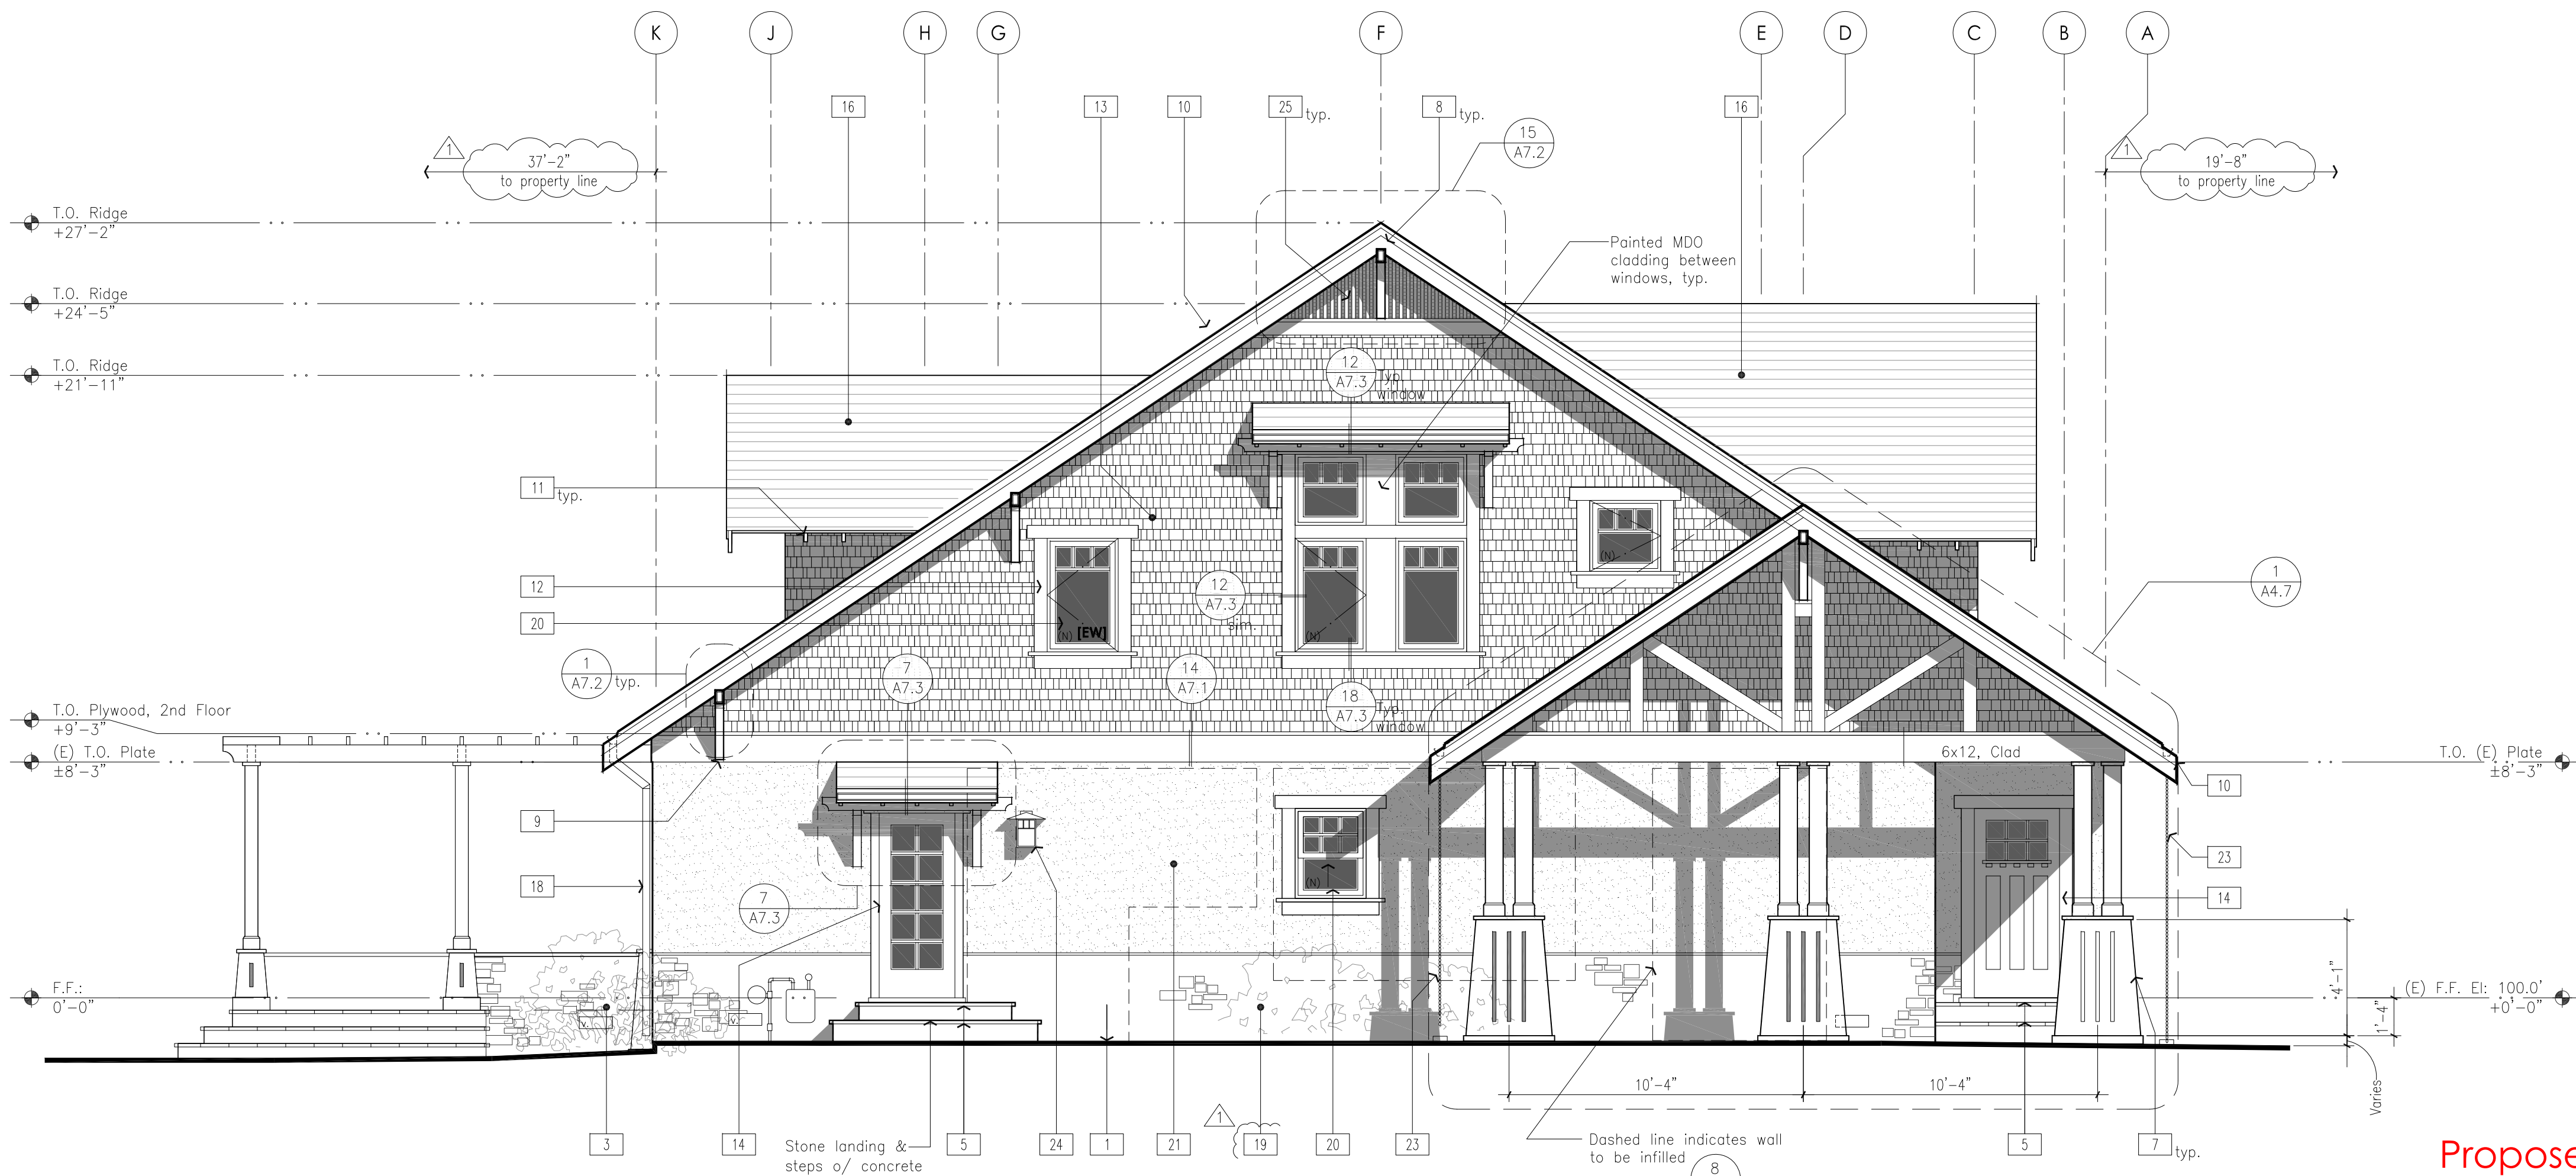 K J H G F E D C B A
16 13 10 25 typ. 8 typ. 16
15
A7.2
1
37'-2"
to property line
1
19'-8"
to property line
T.O. Ridge
+27'-2"
Painted MDO
cladding between
windows, typ.
T.O. Ridge
+24'-5"
T.O. Ridge
+21'-11"
12
A7.3
Typ.
window
11 typ.
(N)
12
1
A4.7
12
A7.3
sim.
20
(N) [EW]
(N)
1
A7.2 typ.
7
A7.3
14
A7.1
18
A7.3
Typ.
window
T.O. Plywood, 2nd Floor
+9'-3"
(E) T.O. Plate
±8'-3"
6x12, Clad
T.O. (E) Plate
±8'-3"
10
9
23
18
(N)
14
7
A7.3
F.F.:
0'-0"
v.
v.
4'-1"
1'-4"
(E) F.F. El: 100.0'
+0'-0"
10'-4" 10'-4"
Varies
1
3 14 5 24 1 21 19 20 23 5 7 typ.
Stone landing &
steps o/ concrete
Dashed line indicates wall
to be infilled
8
Propose